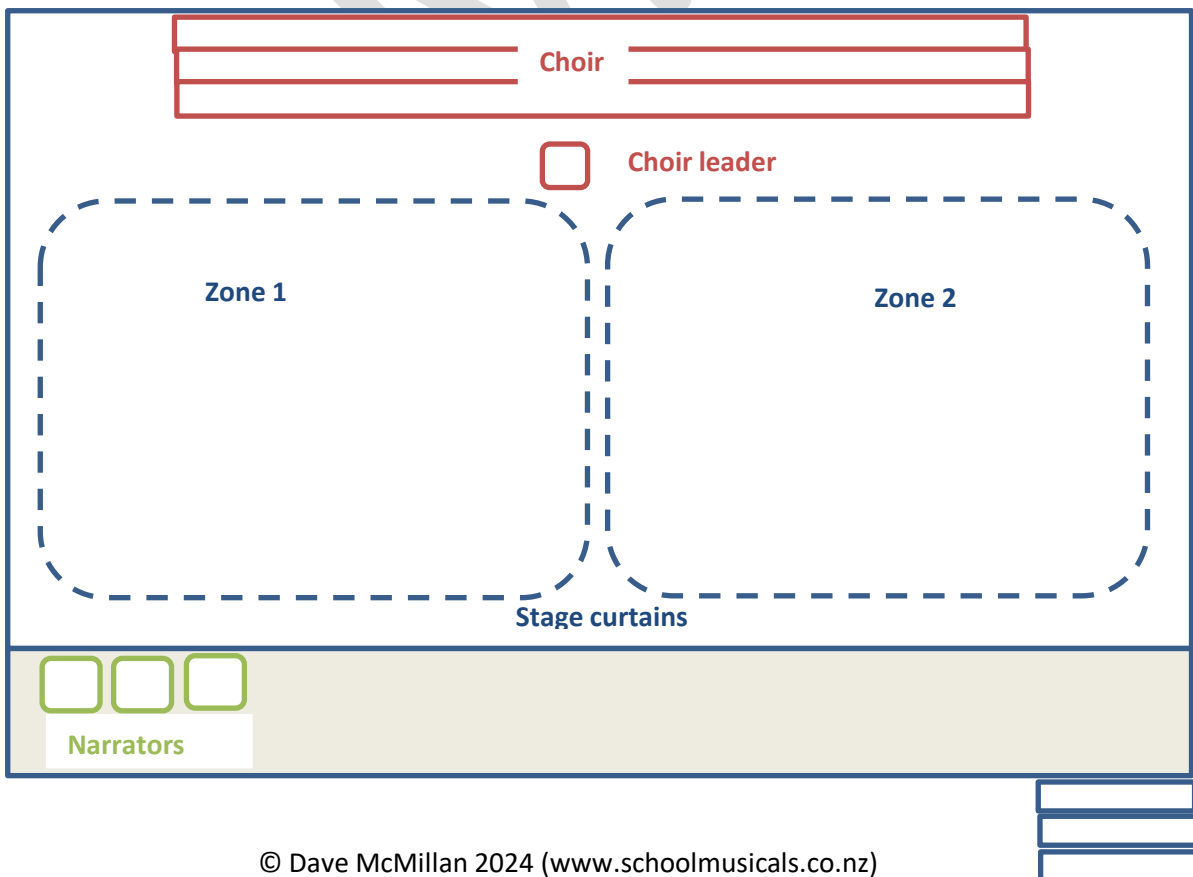 Choir
Choir leader
Zone 1
Zone 2
Stage curtains
Narrators
© Dave McMillan 2024 (www.schoolmusicals.co.nz)